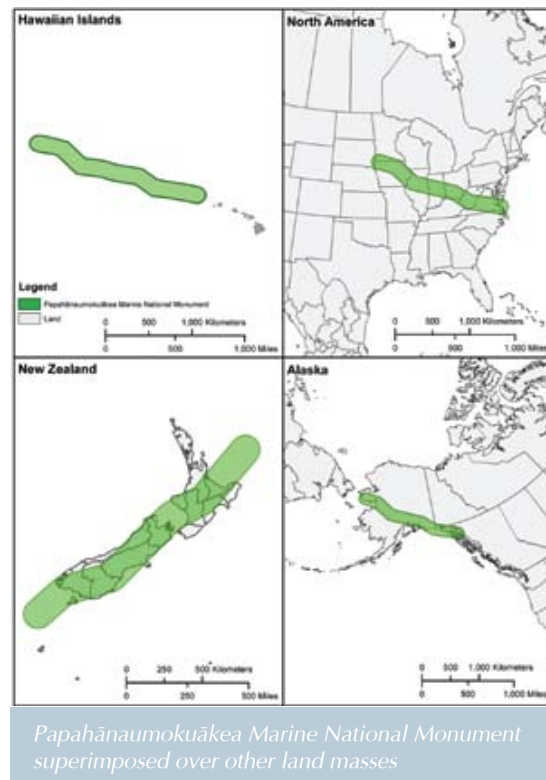 Hawaiian Islands
North America
Legend
Papahānaumokuākea Marine National Monument
Land
0 500 1,000 Kilometers
0 500 1,000 Miles
0 500 1,000 Kilometers
0 500 1,000 Miles
New Zealand
Alaska
0 250 500 Kilometers
0 250 500 Miles
0 500 1,000 Kilometers
0 500 1,000 Miles
Papahānaumokuākea Marine National Monument
superimposed over other land masses